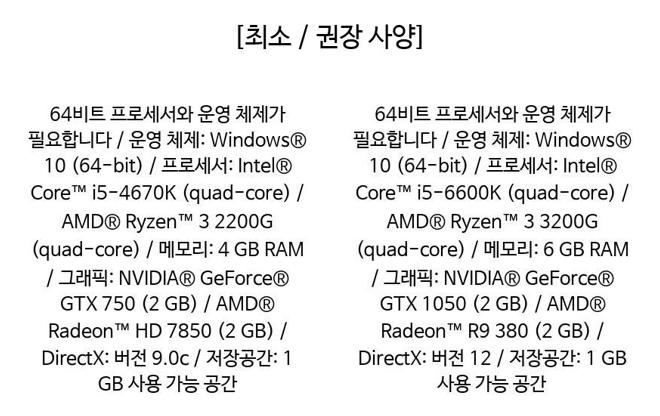 [최소 / 권장 사양]
64비트 프로세서와 운영 체제가
필요합니다 / 운영 체제: Windows®
10 (64-bit) / 프로세서: Intel®
Core™ i5-4670K (quad-core) /
AMD® Ryzen™ 3 2200G
(quad-core) / 메모리: 4 GB RAM
/ 그래픽: NVIDIA® GeForce®
GTX 750 (2 GB) / AMD®
Radeon™ HD 7850 (2 GB) /
DirectX: 버전 9.0c / 저장공간: 1
GB 사용 가능 공간
64비트 프로세서와 운영 체제가
필요합니다 / 운영 체제: Windows®
10 (64-bit) / 프로세서: Intel®
Core™ i5-6600K (quad-core) /
AMD® Ryzen™ 3 3200G
(quad-core) / 메모리: 6 GB RAM
/ 그래픽: NVIDIA® GeForce®
GTX 1050 (2 GB) / AMD®
Radeon™ R9 380 (2 GB) /
DirectX: 버전 12 / 저장공간: 1 GB
사용 가능 공간